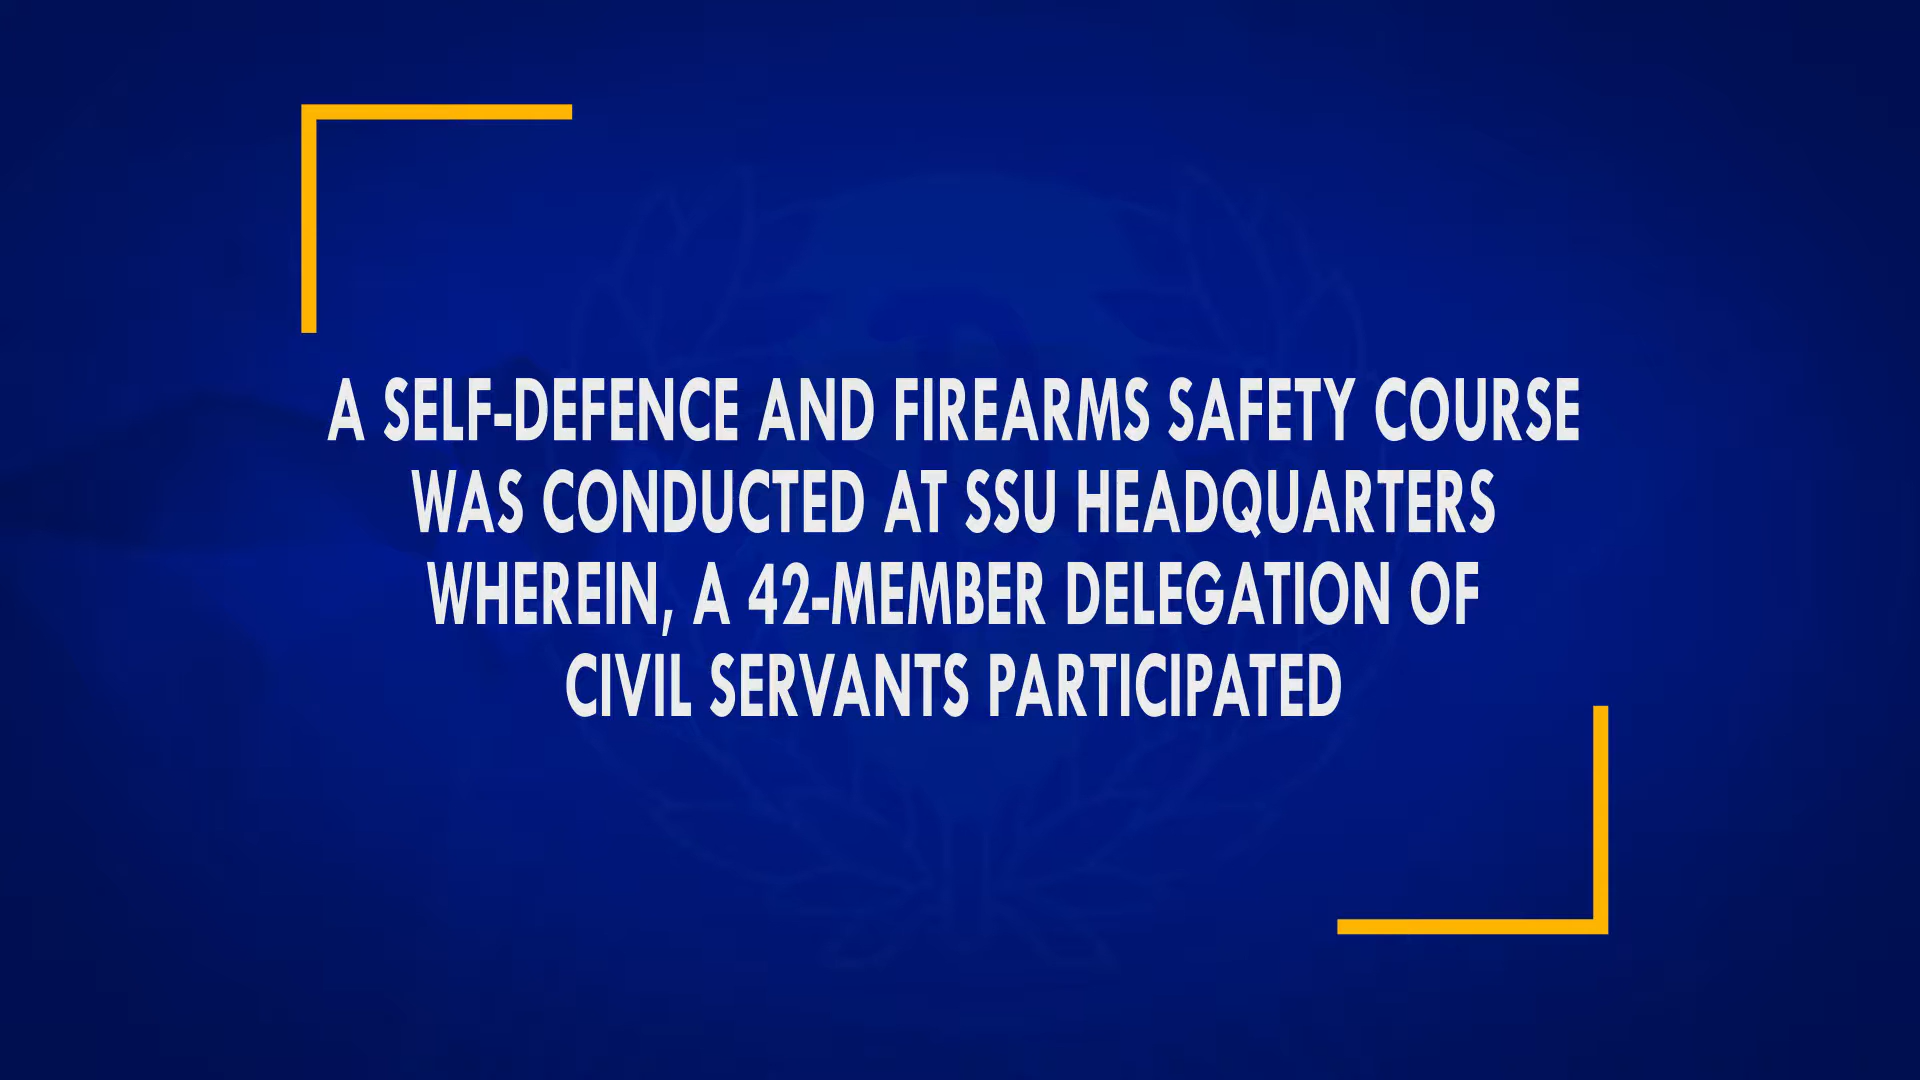 A SELF-DEFENCE AND FIREARMS SAFETY COURSE
WAS CONDUCTED AT SSU HEADQUARTERS
WHEREIN, A 42-MEMBER DELEGATION OF
CIVIL SERVANTS PARTICIPATED